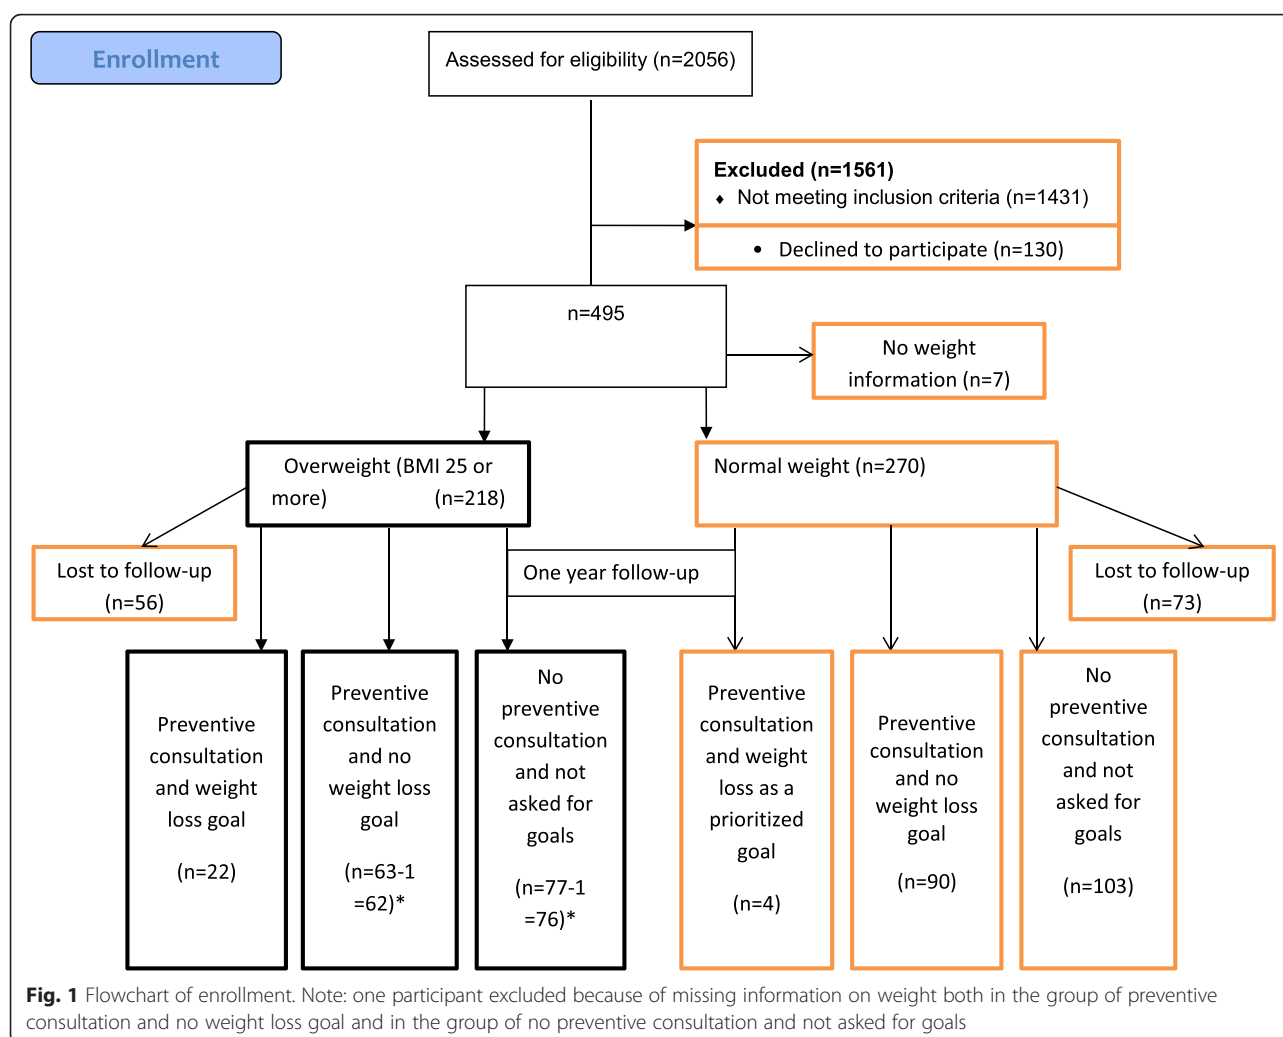 Enrollment
Assessed for eligibility (n=2056)
Excluded (n=1561)
♦ Not meeting inclusion criteria (n=1431)
• Declined to participate (n=130)
n=495
No weight
information (n=7)
Overweight (BMI 25 or
more) (n=218)
Normal weight (n=270)
Lost to follow-up
(n=56)
One year follow-up
Lost to follow-up
(n=73)
Preventive
consultation
and weight
loss goal
(n=22)
Preventive
consultation
and no
weight loss
goal
(n=63-1
=62)*
No
preventive
consultation
and not
asked for
goals
(n=77-1
=76)*
Preventive
consultation
and weight
loss as a
prioritized
goal
(n=4)
Preventive
consultation
and no
weight loss
goal
(n=90)
No
preventive
consultation
and not
asked for
goals
(n=103)
Fig. 1 Flowchart of enrollment. Note: one participant excluded because of missing information on weight both in the group of preventive
consultation and no weight loss goal and in the group of no preventive consultation and not asked for goals